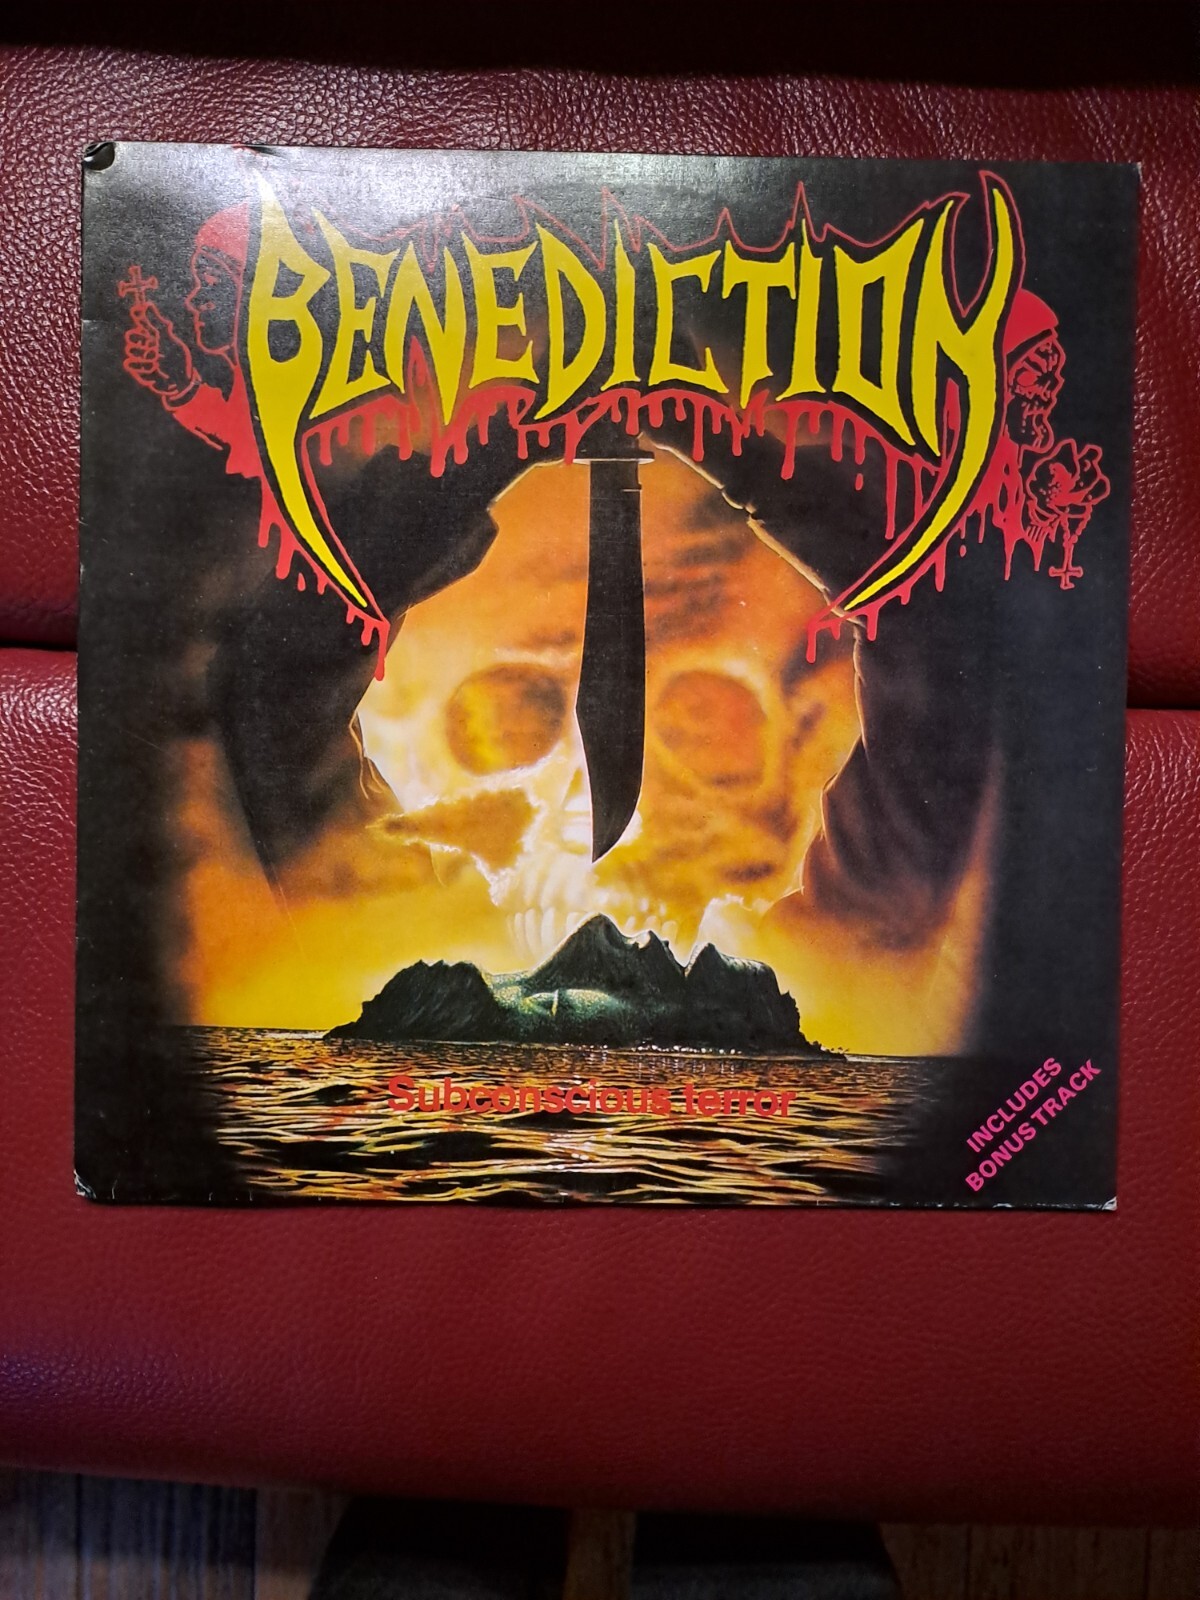 BENEDICTION
Subconscious terror
INCLUDES
BONUS TRACK